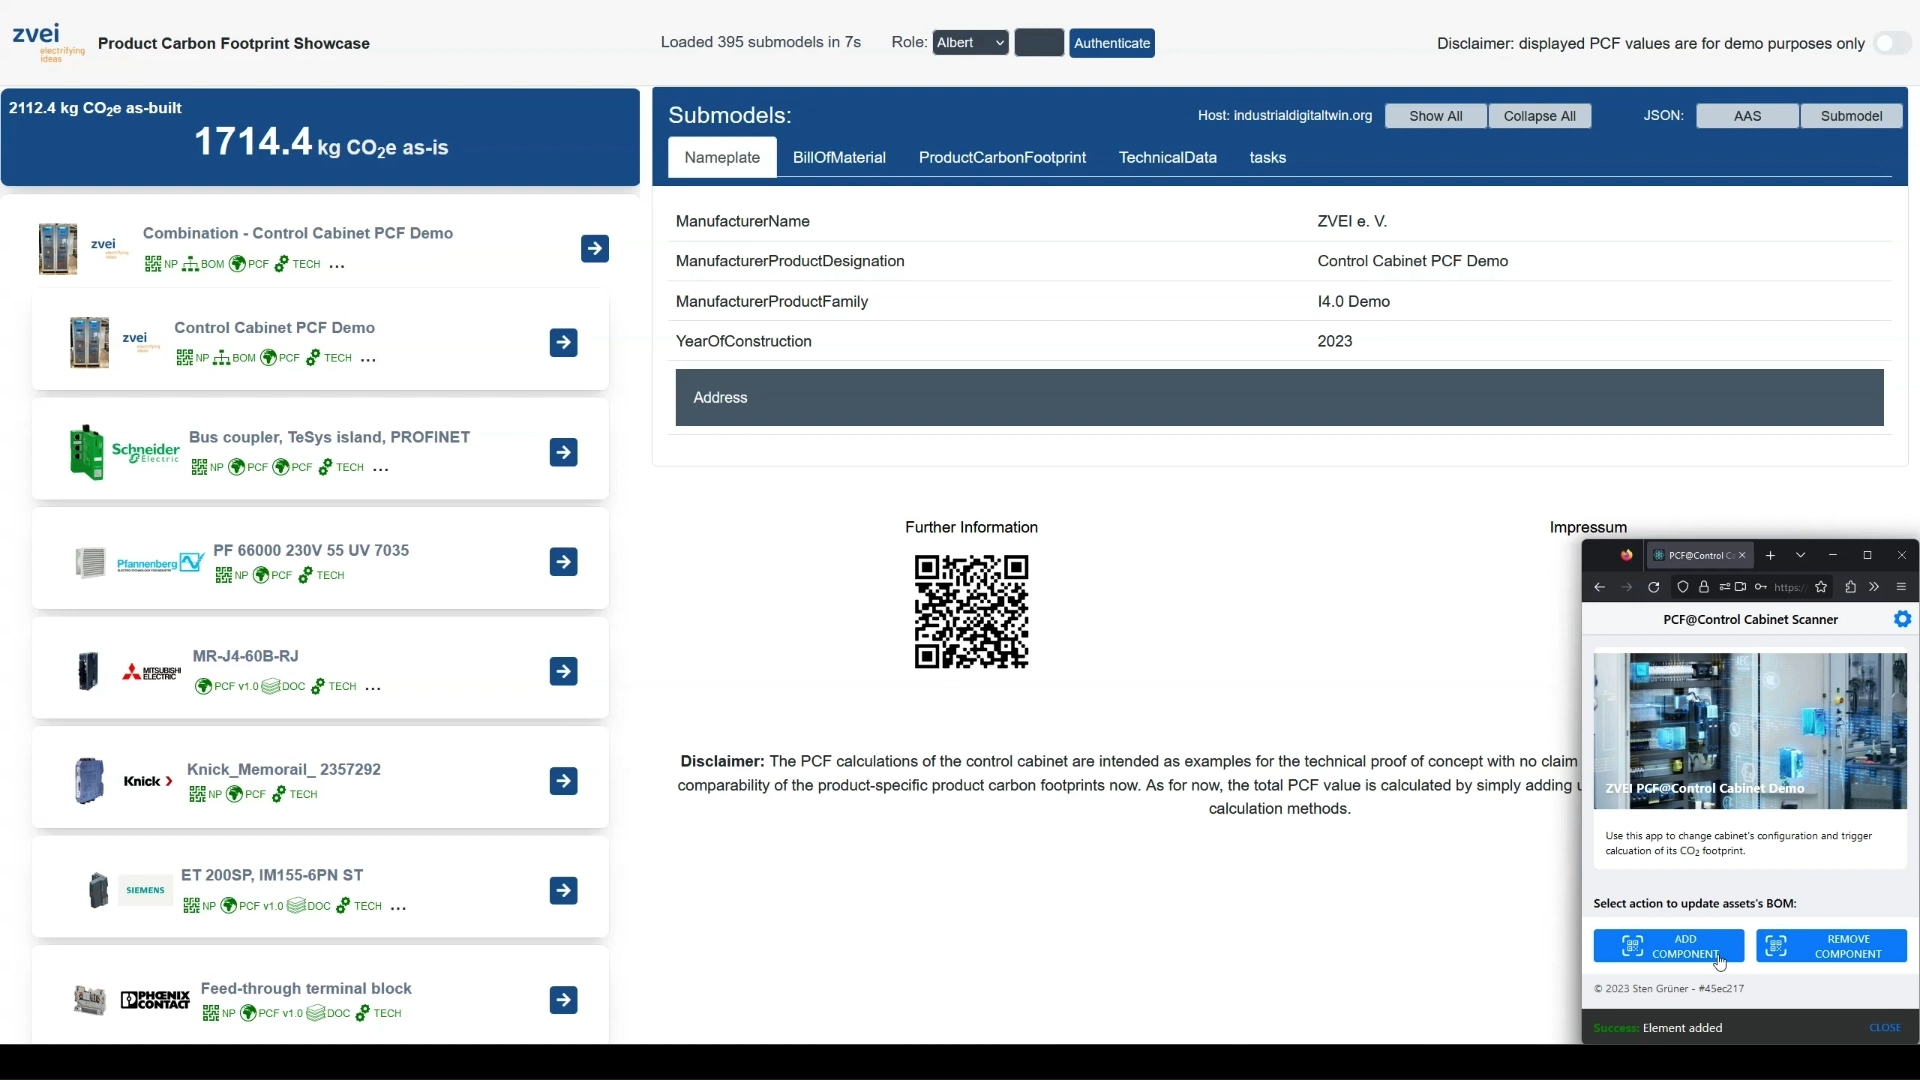 zvei
electrifying
ideas
Product Carbon Footprint Showcase
Loaded 395 submodels in 7s
Role: Albert
Authenticate
Disclaimer: displayed PCF values are for demo purposes only
2112.4 kg CO₂e as-built
1714.4 kg CO₂e as-is
Combination - Control Cabinet PCF Demo
zvei
NP BOM PCF TECH ...
Control Cabinet PCF Demo
zvei
NP BOM PCF TECH ...
Bus coupler, TeSys island, PROFINET
Schneider
Electric
NP PCF PCF TECH ...
PF 66000 230V 55 UV 7035
Pfannenberg
NP PCF TECH
MR-J4-60B-RJ
MITSUBISHI
ELECTRIC
PCF v1.0 DOC TECH ...
Knick_Memorail_ 2357292
Knick
NP PCF TECH
ET 200SP, IM155-6PN ST
SIEMENS
NP PCF v1.0 DOC TECH ...
Feed-through terminal block
PHŒNIX
CONTACT
NP PCF v1.0 DOC TECH
Submodels:
Host: industrialdigitaltwin.org
Show All
Collapse All
JSON:
AAS
Submodel
Nameplate BillOfMaterial ProductCarbonFootprint TechnicalData tasks
ManufacturerName ZVEI e. V.
ManufacturerProductDesignation Control Cabinet PCF Demo
ManufacturerProductFamily I4.0 Demo
YearOfConstruction 2023
Address
Further Information
Impressum
Disclaimer: The PCF calculations of the control cabinet are intended as examples for the technical proof of concept with no claim
comparability of the product-specific product carbon footprints now. As for now, the total PCF value is calculated by simply adding
calculation methods.
PCF@Control
https:/
PCF@Control Cabinet Scanner
ZVEI PCF@Control Cabinet Demo
Use this app to change cabinet's configuration and trigger
calcuation of its CO₂ footprint.
Select action to update assets's BOM:
ADD
COMPONENT
REMOVE
COMPONENT
© 2023 Sten Grüner - #45ec217
Success: Element added
CLOSE